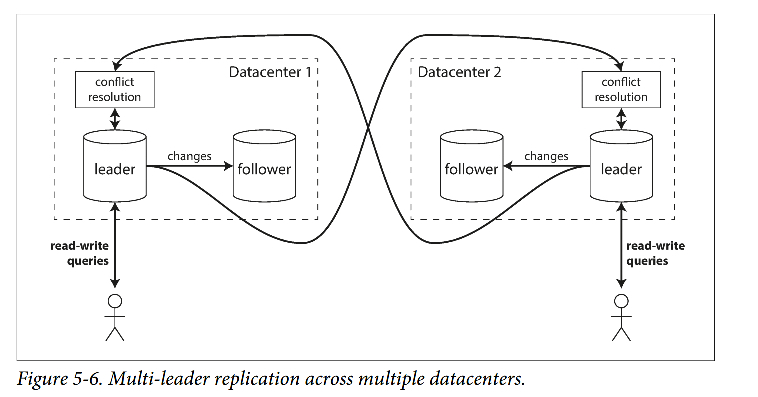 Datacenter 1
conflict
resolution
leader
changes
follower
read-write
queries
Datacenter 2
conflict
resolution
follower
changes
leader
read-write
queries
Figure 5-6. Multi-leader replication across multiple datacenters.